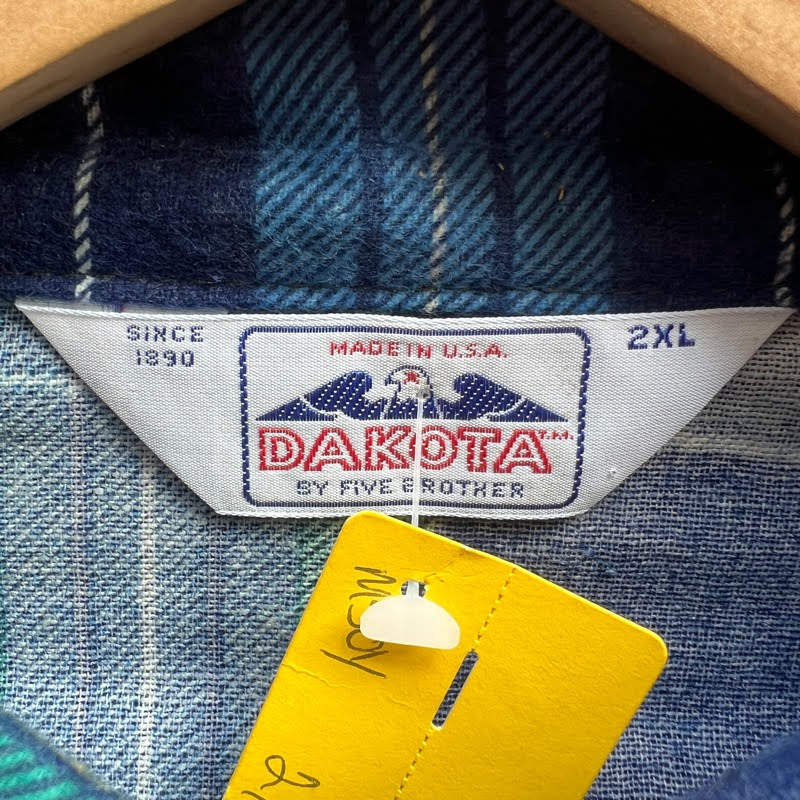 SINCE
1890
MADE IN U.S.A.
2XL
DAKOTA T.M.
BY FIVE BROTHER